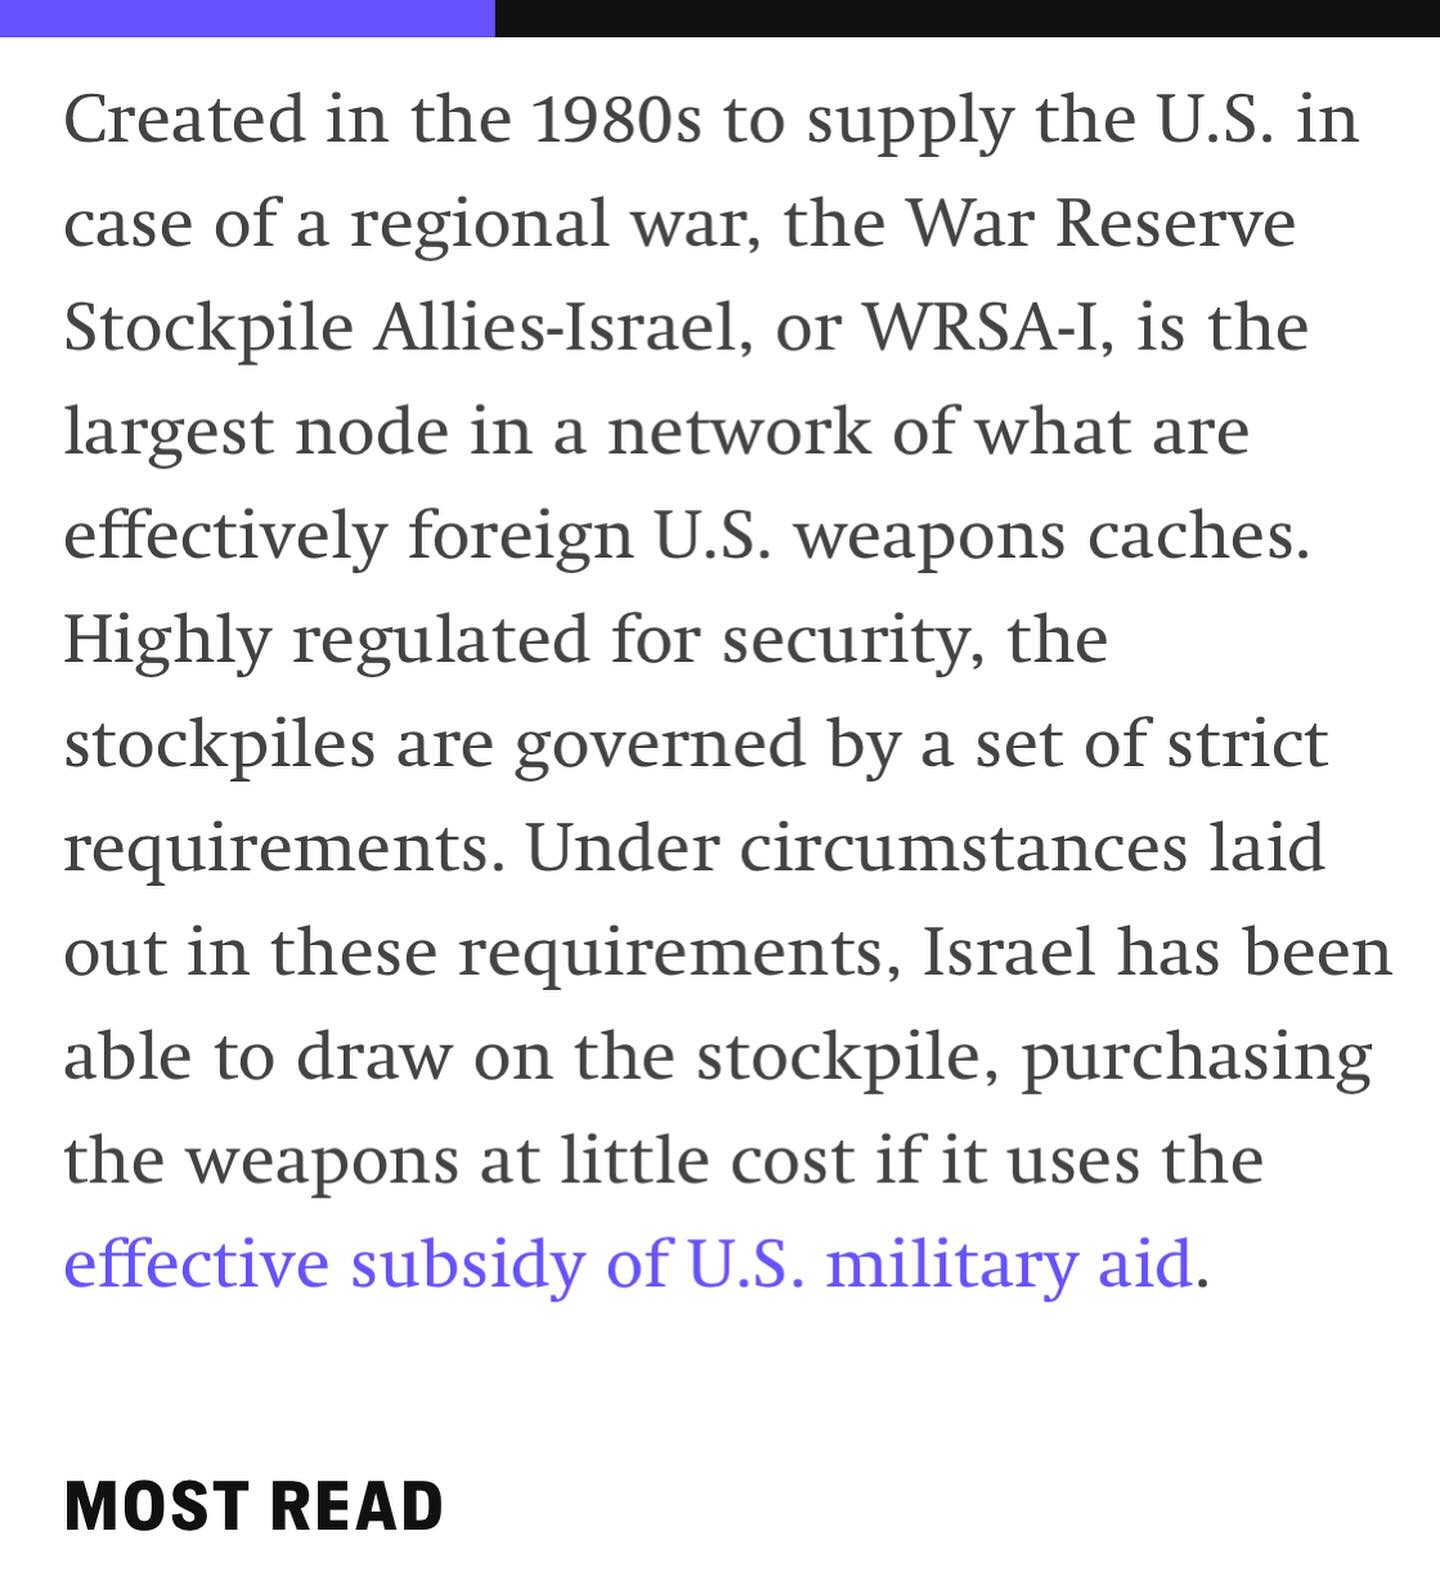 Created in the 1980s to supply the U.S. in
case of a regional war, the War Reserve
Stockpile Allies-Israel, or WRSA-I, is the
largest node in a network of what are
effectively foreign U.S. weapons caches.
Highly regulated for security, the
stockpiles are governed by a set of strict
requirements. Under circumstances laid
out in these requirements, Israel has been
able to draw on the stockpile, purchasing
the weapons at little cost if it uses the
effective subsidy of U.S. military aid.
MOST READ